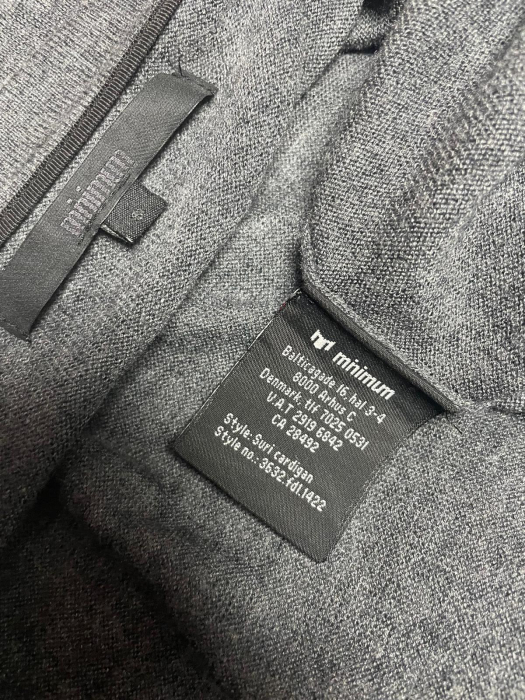 minimum
S
minimum
Balticagade 16, hal 3-4
8000 Århus C
Denmark, tlf 7025 0531
V.A.T 2919 6842
CA 28492
Style: Suri cardigan
Style no.: 3632.fd1.1422